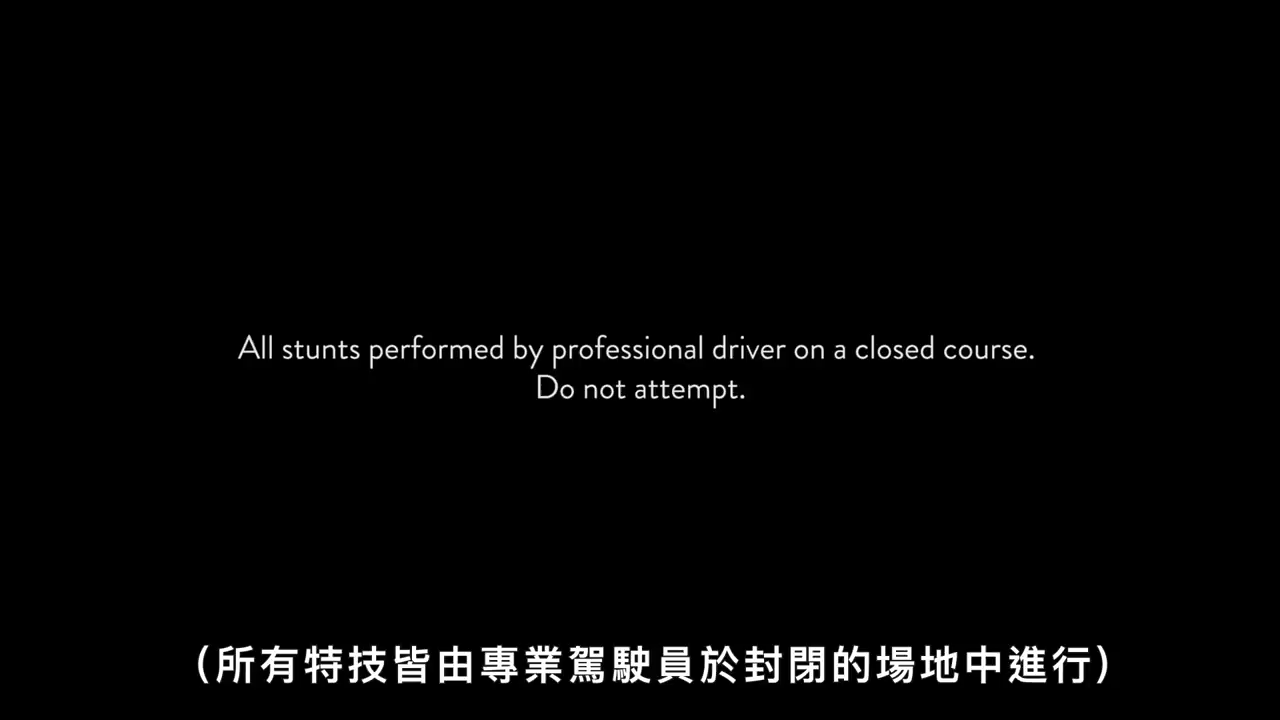 All stunts performed by professional driver on a closed course.
Do not attempt.
（所有特技皆由專業駕駛員於封閉的場地中進行）